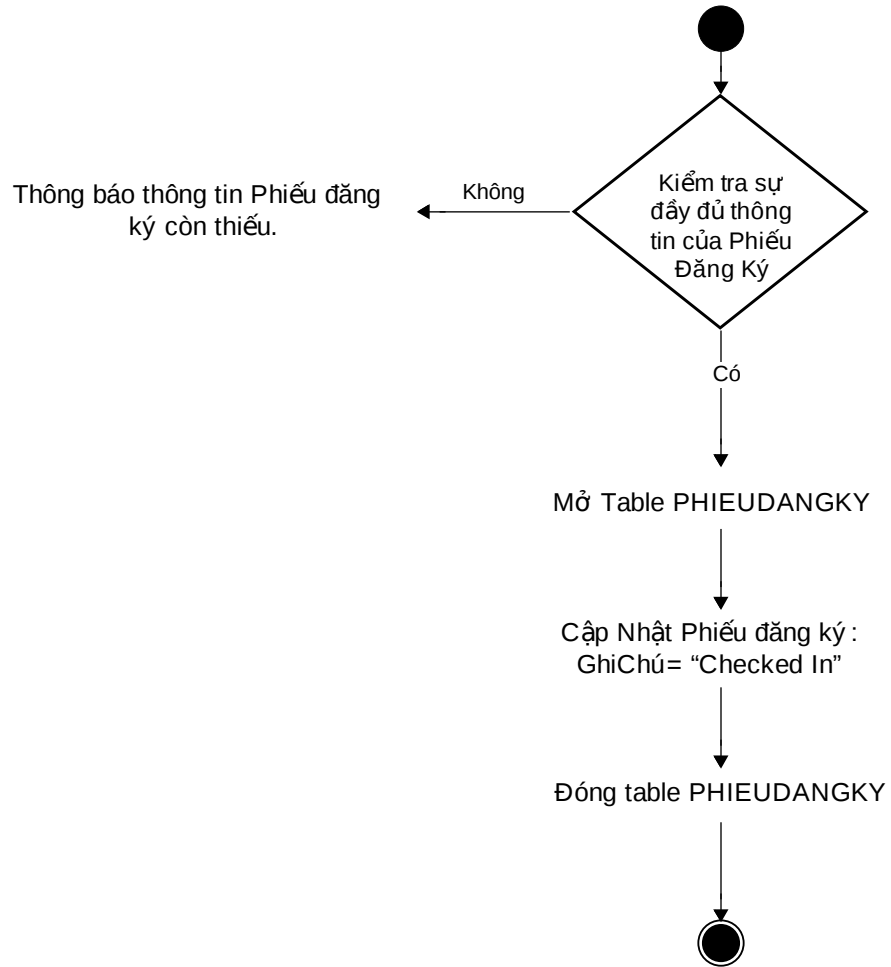 Kiểm tra sự
đầy đủ thông
tin của Phiếu
Đăng Ký
Không
Thông báo thông tin Phiếu đăng
ký còn thiếu.
Có
Mở Table PHIEUDANGKY
Cập Nhật Phiếu đăng ký :
GhiChú= “Checked In”
Đóng table PHIEUDANGKY